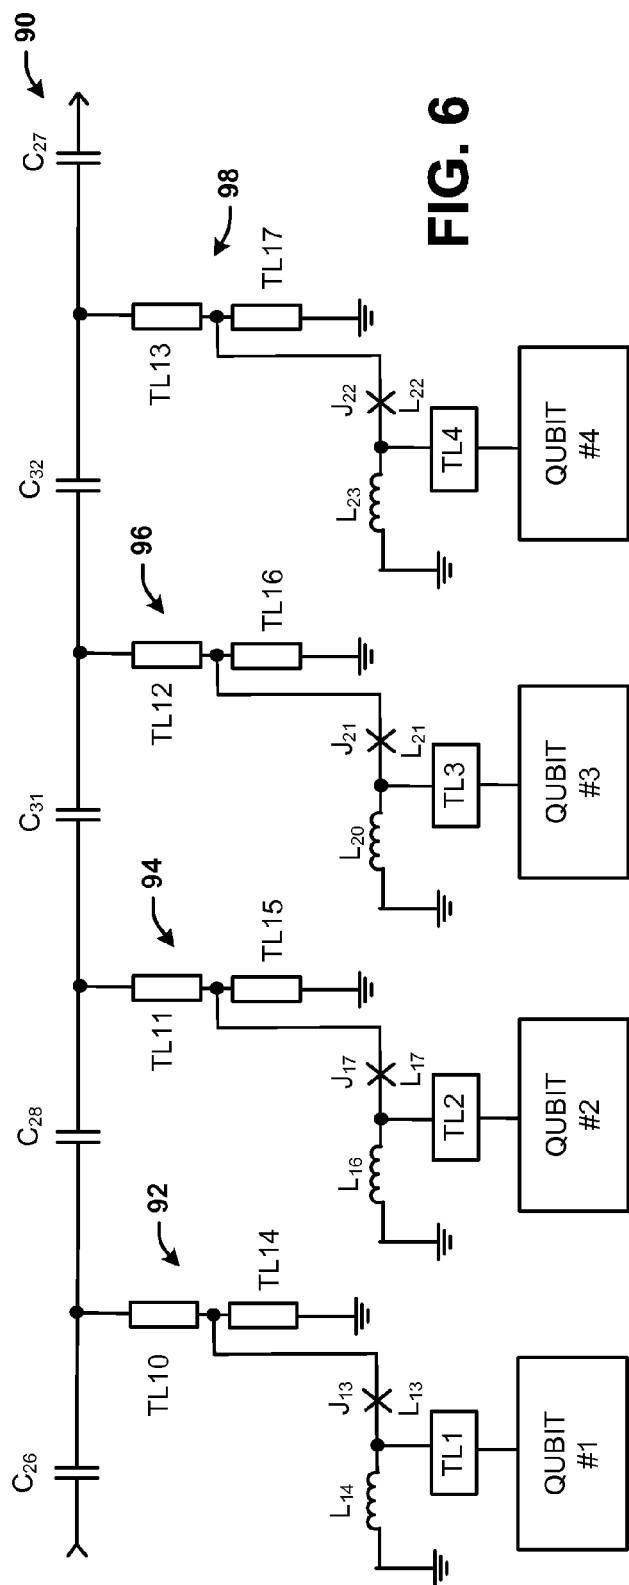 90
C26
C28
C31
C32
C27
92
94
96
98
TL10
TL14
TL11
TL15
TL12
TL16
TL13
TL17
J13
L13
L14
J17
L17
L16
J21
L21
L20
J22
L22
L23
TL1
TL2
TL3
TL4
QUBIT
#1
QUBIT
#2
QUBIT
#3
QUBIT
#4
FIG. 6